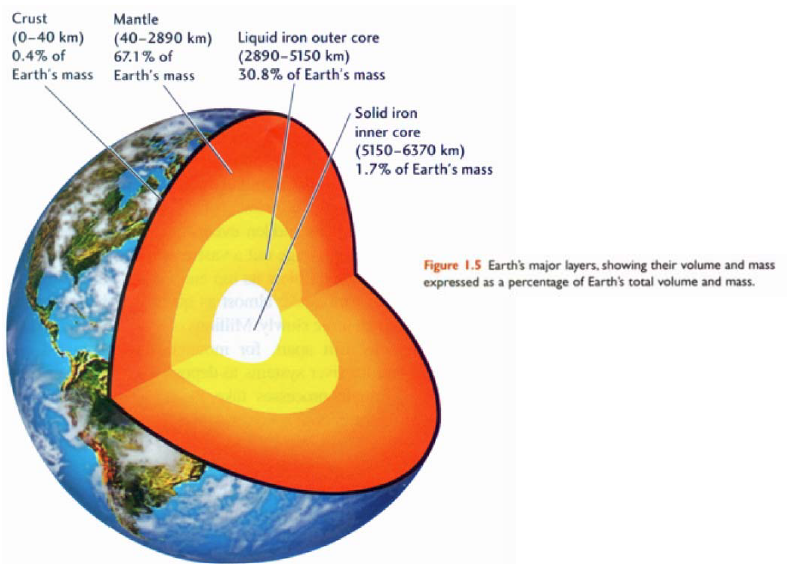 Crust
(0–40 km)
0.4% of
Earth's mass
Mantle
(40–2890 km)
67.1% of
Earth's mass
Liquid iron outer core
(2890–5150 km)
30.8% of Earth's mass
Solid iron
inner core
(5150–6370 km)
1.7% of Earth's mass
Figure 1.5 Earth's major layers, showing their volume and mass
expressed as a percentage of Earth's total volume and mass.